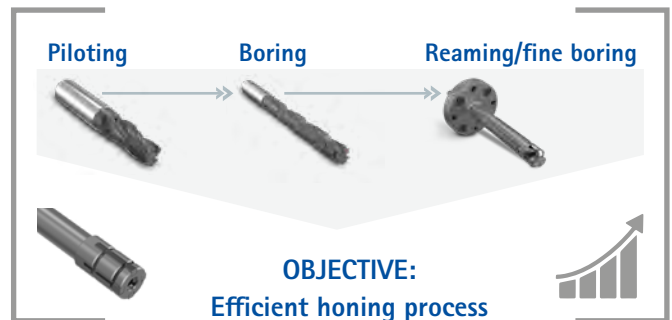 Piloting
Boring
Reaming/fine boring
OBJECTIVE:
Efficient honing process